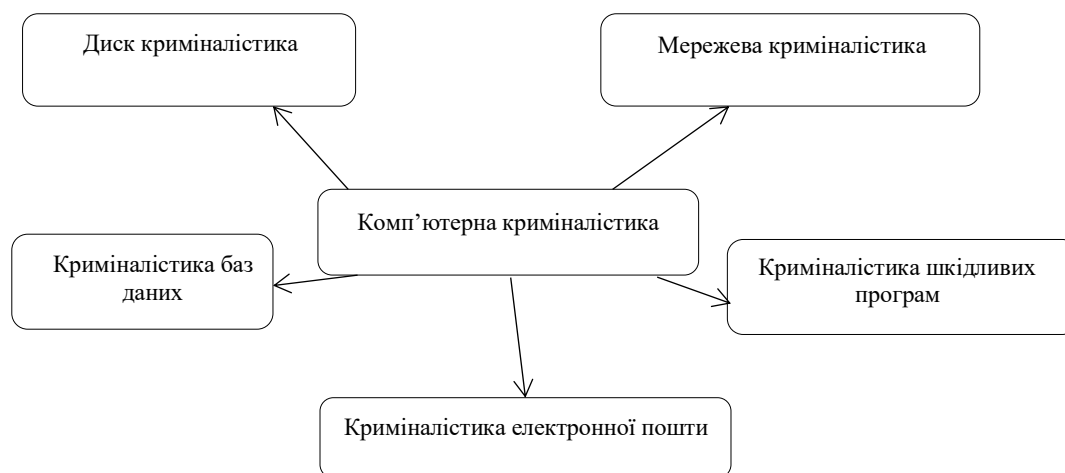 Диск криміналістика
Мережева криміналістика
Комп’ютерна криміналістика
Криміналістика баз
даних
Криміналістика шкідливих
програм
Криміналістика електронної пошти